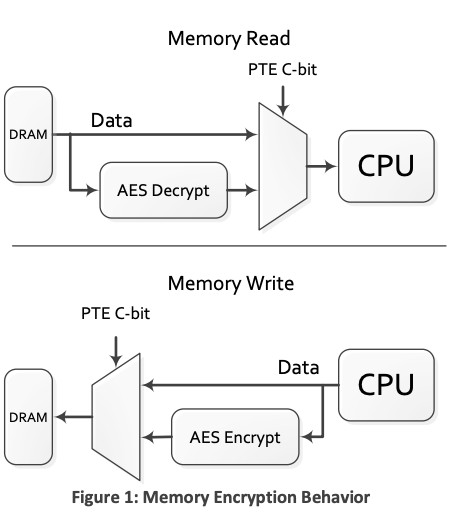 Memory Read
PTE C-bit
DRAM
Data
AES Decrypt
CPU
Memory Write
PTE C-bit
Data
CPU
DRAM
AES Encrypt
Figure 1: Memory Encryption Behavior